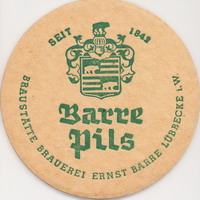 SEIT 1842
Barre
Pils
BRAUSTÄTTE BRAUEREI ERNST BARRE LÜBBECKE i.W.